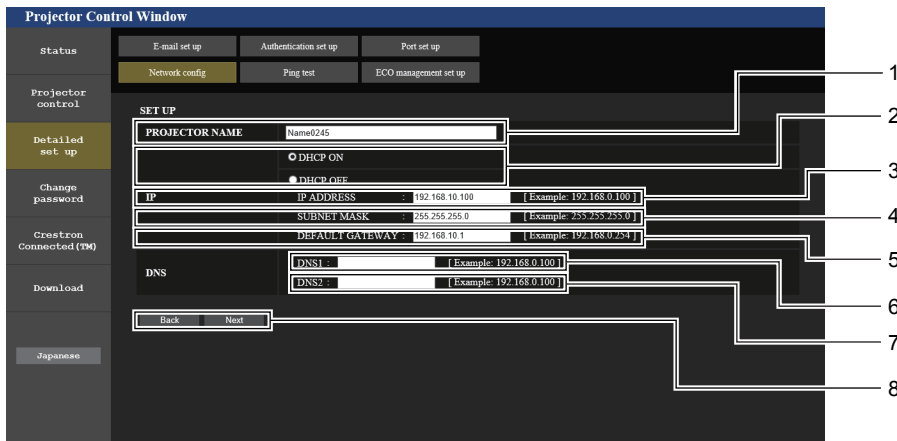 Projector Control Window
Status
Projector
control
Detailed
set up
Change
password
Crestron
Connected(TM)
Download
Japanese
E-mail set up Authentication set up Port set up
Network config Ping test ECO management set up
SET UP
PROJECTOR NAME Name0245
DHCP ON
DHCP OFF
IP IP ADDRESS : 192.168.10.100 [ Example: 192.168.0.100 ]
SUBNET MASK : 255.255.255.0 [ Example: 255.255.255.0 ]
DEFAULT GATEWAY : 192.168.10.1 [ Example: 192.168.0.254 ]
DNS
DNS1 : [ Example: 192.168.0.100 ]
DNS2 : [ Example: 192.168.0.100 ]
Back Next
1
2
3
4
5
6
7
8